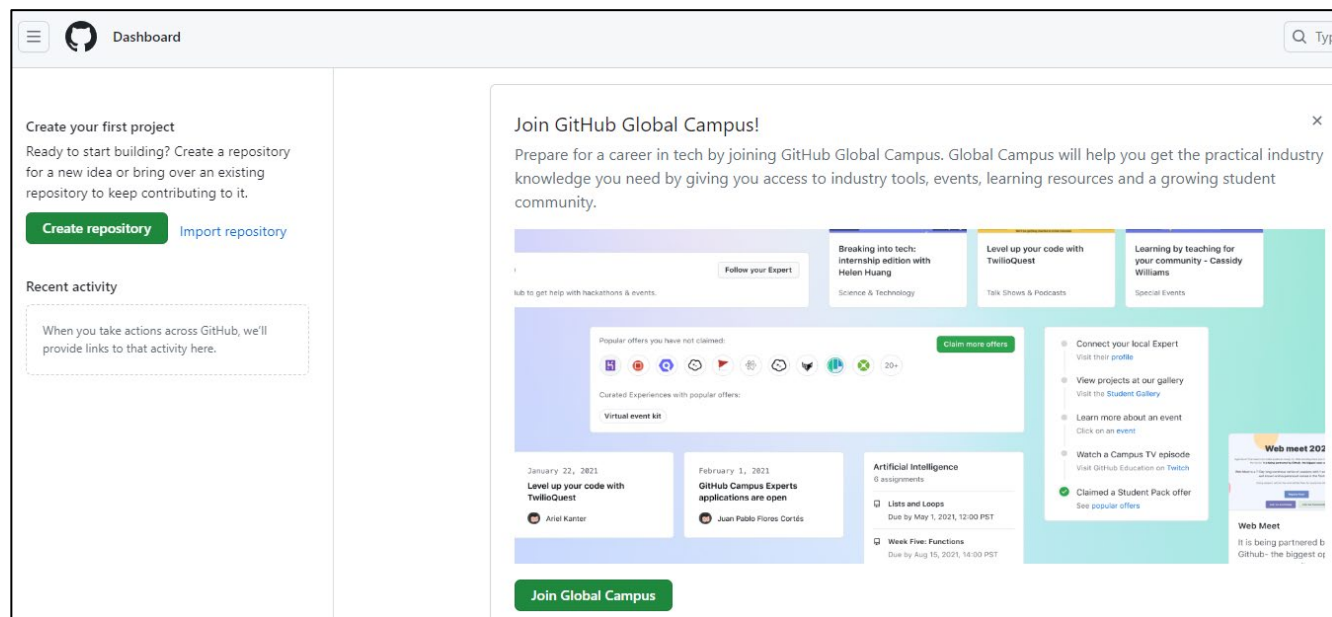 Dashboard
Typ
Create your first project
Ready to start building? Create a repository
for a new idea or bring over an existing
repository to keep contributing to it.
Create repository
Import repository
Recent activity
When you take actions across GitHub, we'll
provide links to that activity here.
Join GitHub Global Campus!
Prepare for a career in tech by joining GitHub Global Campus. Global Campus will help you get the practical industry
knowledge you need by giving you access to industry tools, events, learning resources and a growing student
community.
Follow your Expert
ub to get help with hackathons & events.
Breaking into tech:
internship edition with
Helen Huang
Science & Technology
Level up your code with
TwilioQuest
Talk Shows & Podcasts
Learning by teaching for
your community - Cassidy
Williams
Special Events
Popular offers you have not claimed:
Claim more offers
20+
Curated Experiences with popular offers:
Virtual event kit
Connect your local Expert
Visit their profile
View projects at our gallery
Visit the Student Gallery
Learn more about an event
Click on an event
Watch a Campus TV episode
Visit GitHub Education on Twitch
Claimed a Student Pack offer
See popular offers
January 22, 2021
Level up your code with
TwilioQuest
Ariel Kanter
February 1, 2021
GitHub Campus Experts
applications are open
Juan Pablo Flores Cortés
Artificial Intelligence
6 assignments
Lists and Loops
Due by May 1, 2021, 12:00 PST
Week Five: Functions
Due by Aug 15, 2021, 14:00 PST
Web meet 202
Web Meet
It is being partnered b
Github- the biggest op
Join Global Campus